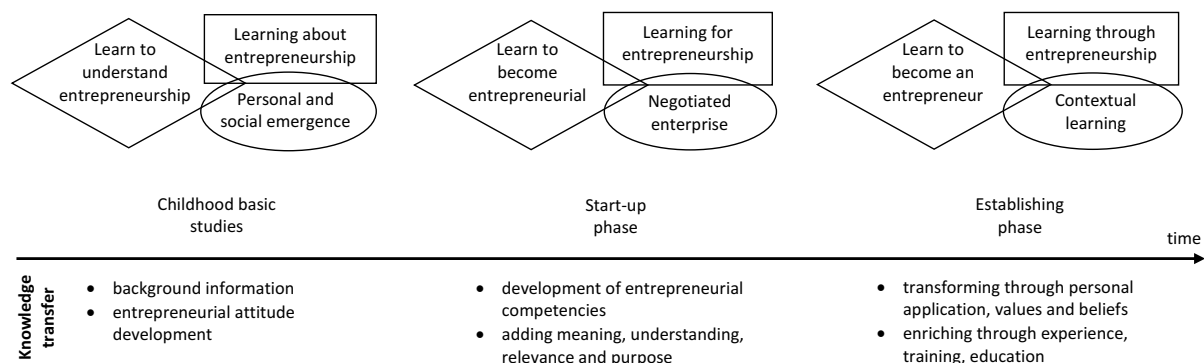 Learn to
understand
entrepreneurship
Learning about
entrepreneurship
Personal and
social emergence
Learn to
become
entrepreneurial
Learning for
entrepreneurship
Negotiated
enterprise
Learn to
become an
entrepreneur
Learning through
entrepreneurship
Contextual
learning
Childhood basic
studies
Start-up
phase
Establishing
phase
time
Knowledge
transfer
• background information
• entrepreneurial attitude
development
• development of entrepreneurial
competencies
• adding meaning, understanding,
relevance and purpose
• transforming through personal
application, values and beliefs
• enriching through experience,
training, education